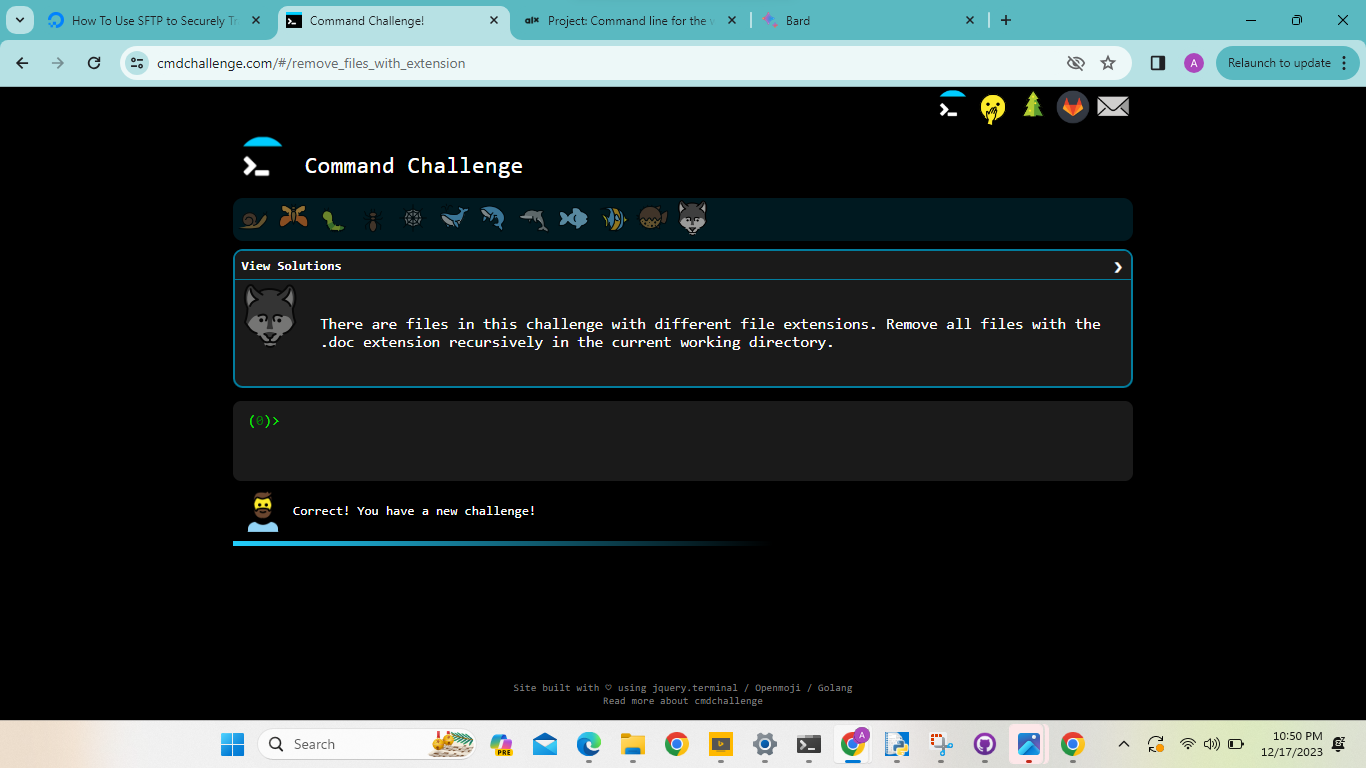 How To Use SFTP to Securely Tr
Command Challenge!
Project: Command line for the w
Bard
cmdchallenge.com/#/remove_files_with_extension
A
Relaunch to update
Command Challenge
View Solutions
There are files in this challenge with different file extensions. Remove all files with the
.doc extension recursively in the current working directory.
(0)>
Correct! You have a new challenge!
Site built with ♡ using jquery.terminal / Openmoji / Golang
Read more about cmdchallenge
Search
PRE
A
10:50 PM
12/17/2023